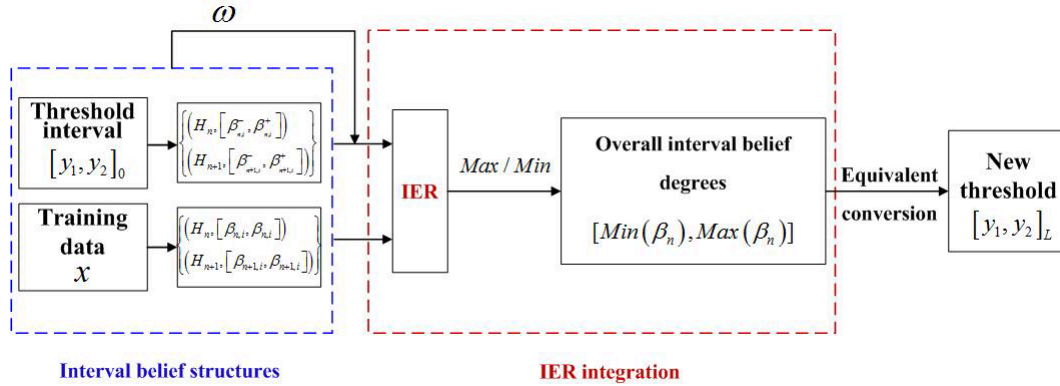 ω
Threshold
interval
[y₁, y₂]₀
{(Hₙ, [β⁻ₙ,ᵢ, β⁺ₙ,ᵢ])
(Hₙ₊₁, [β⁻ₙ₊₁,ᵢ, β⁺ₙ₊₁,ᵢ])}
Training
data
x
{(Hₙ, [βₙ,ᵢ, βₙ,ᵢ])
(Hₙ₊₁, [βₙ₊₁,ᵢ, βₙ₊₁,ᵢ])}
IER
Max / Min
Overall interval belief
degrees
[Min(βₙ), Max(βₙ)]
Equivalent
conversion
New
threshold
[y₁, y₂]_L
Interval belief structures
IER integration